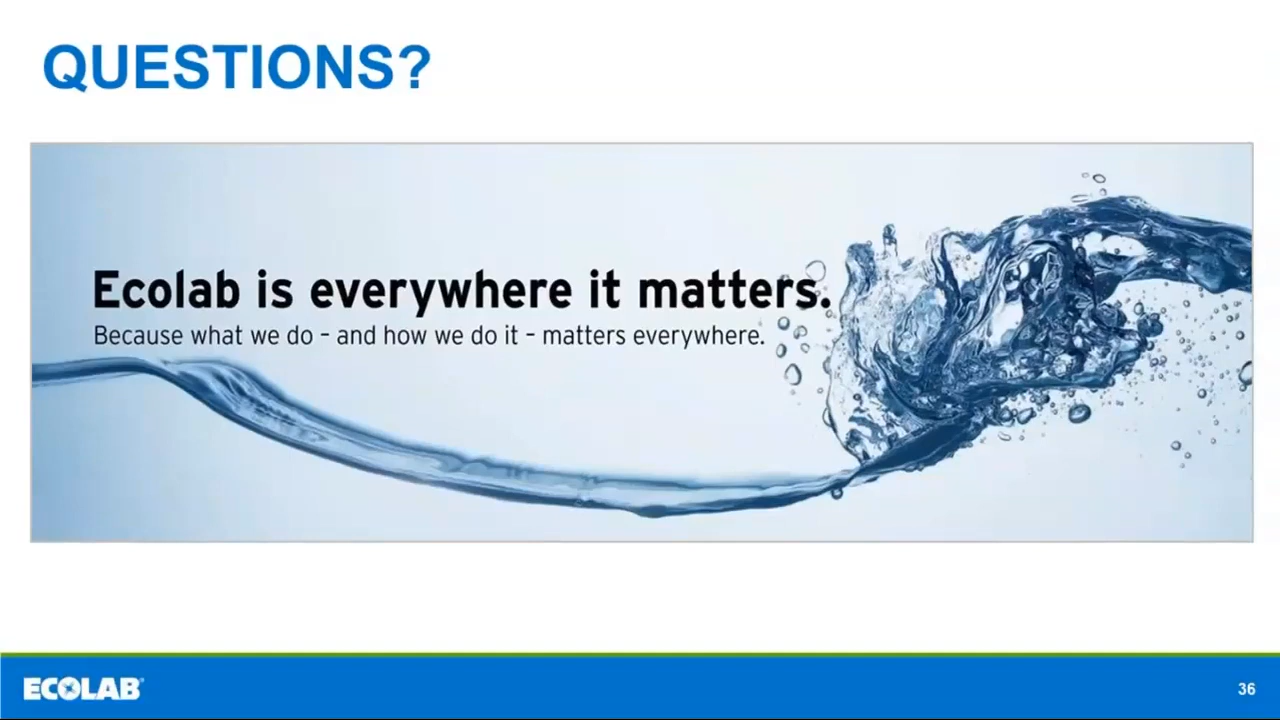 QUESTIONS?
Ecolab is everywhere it matters.
Because what we do – and how we do it – matters everywhere.
ECOLAB®
36